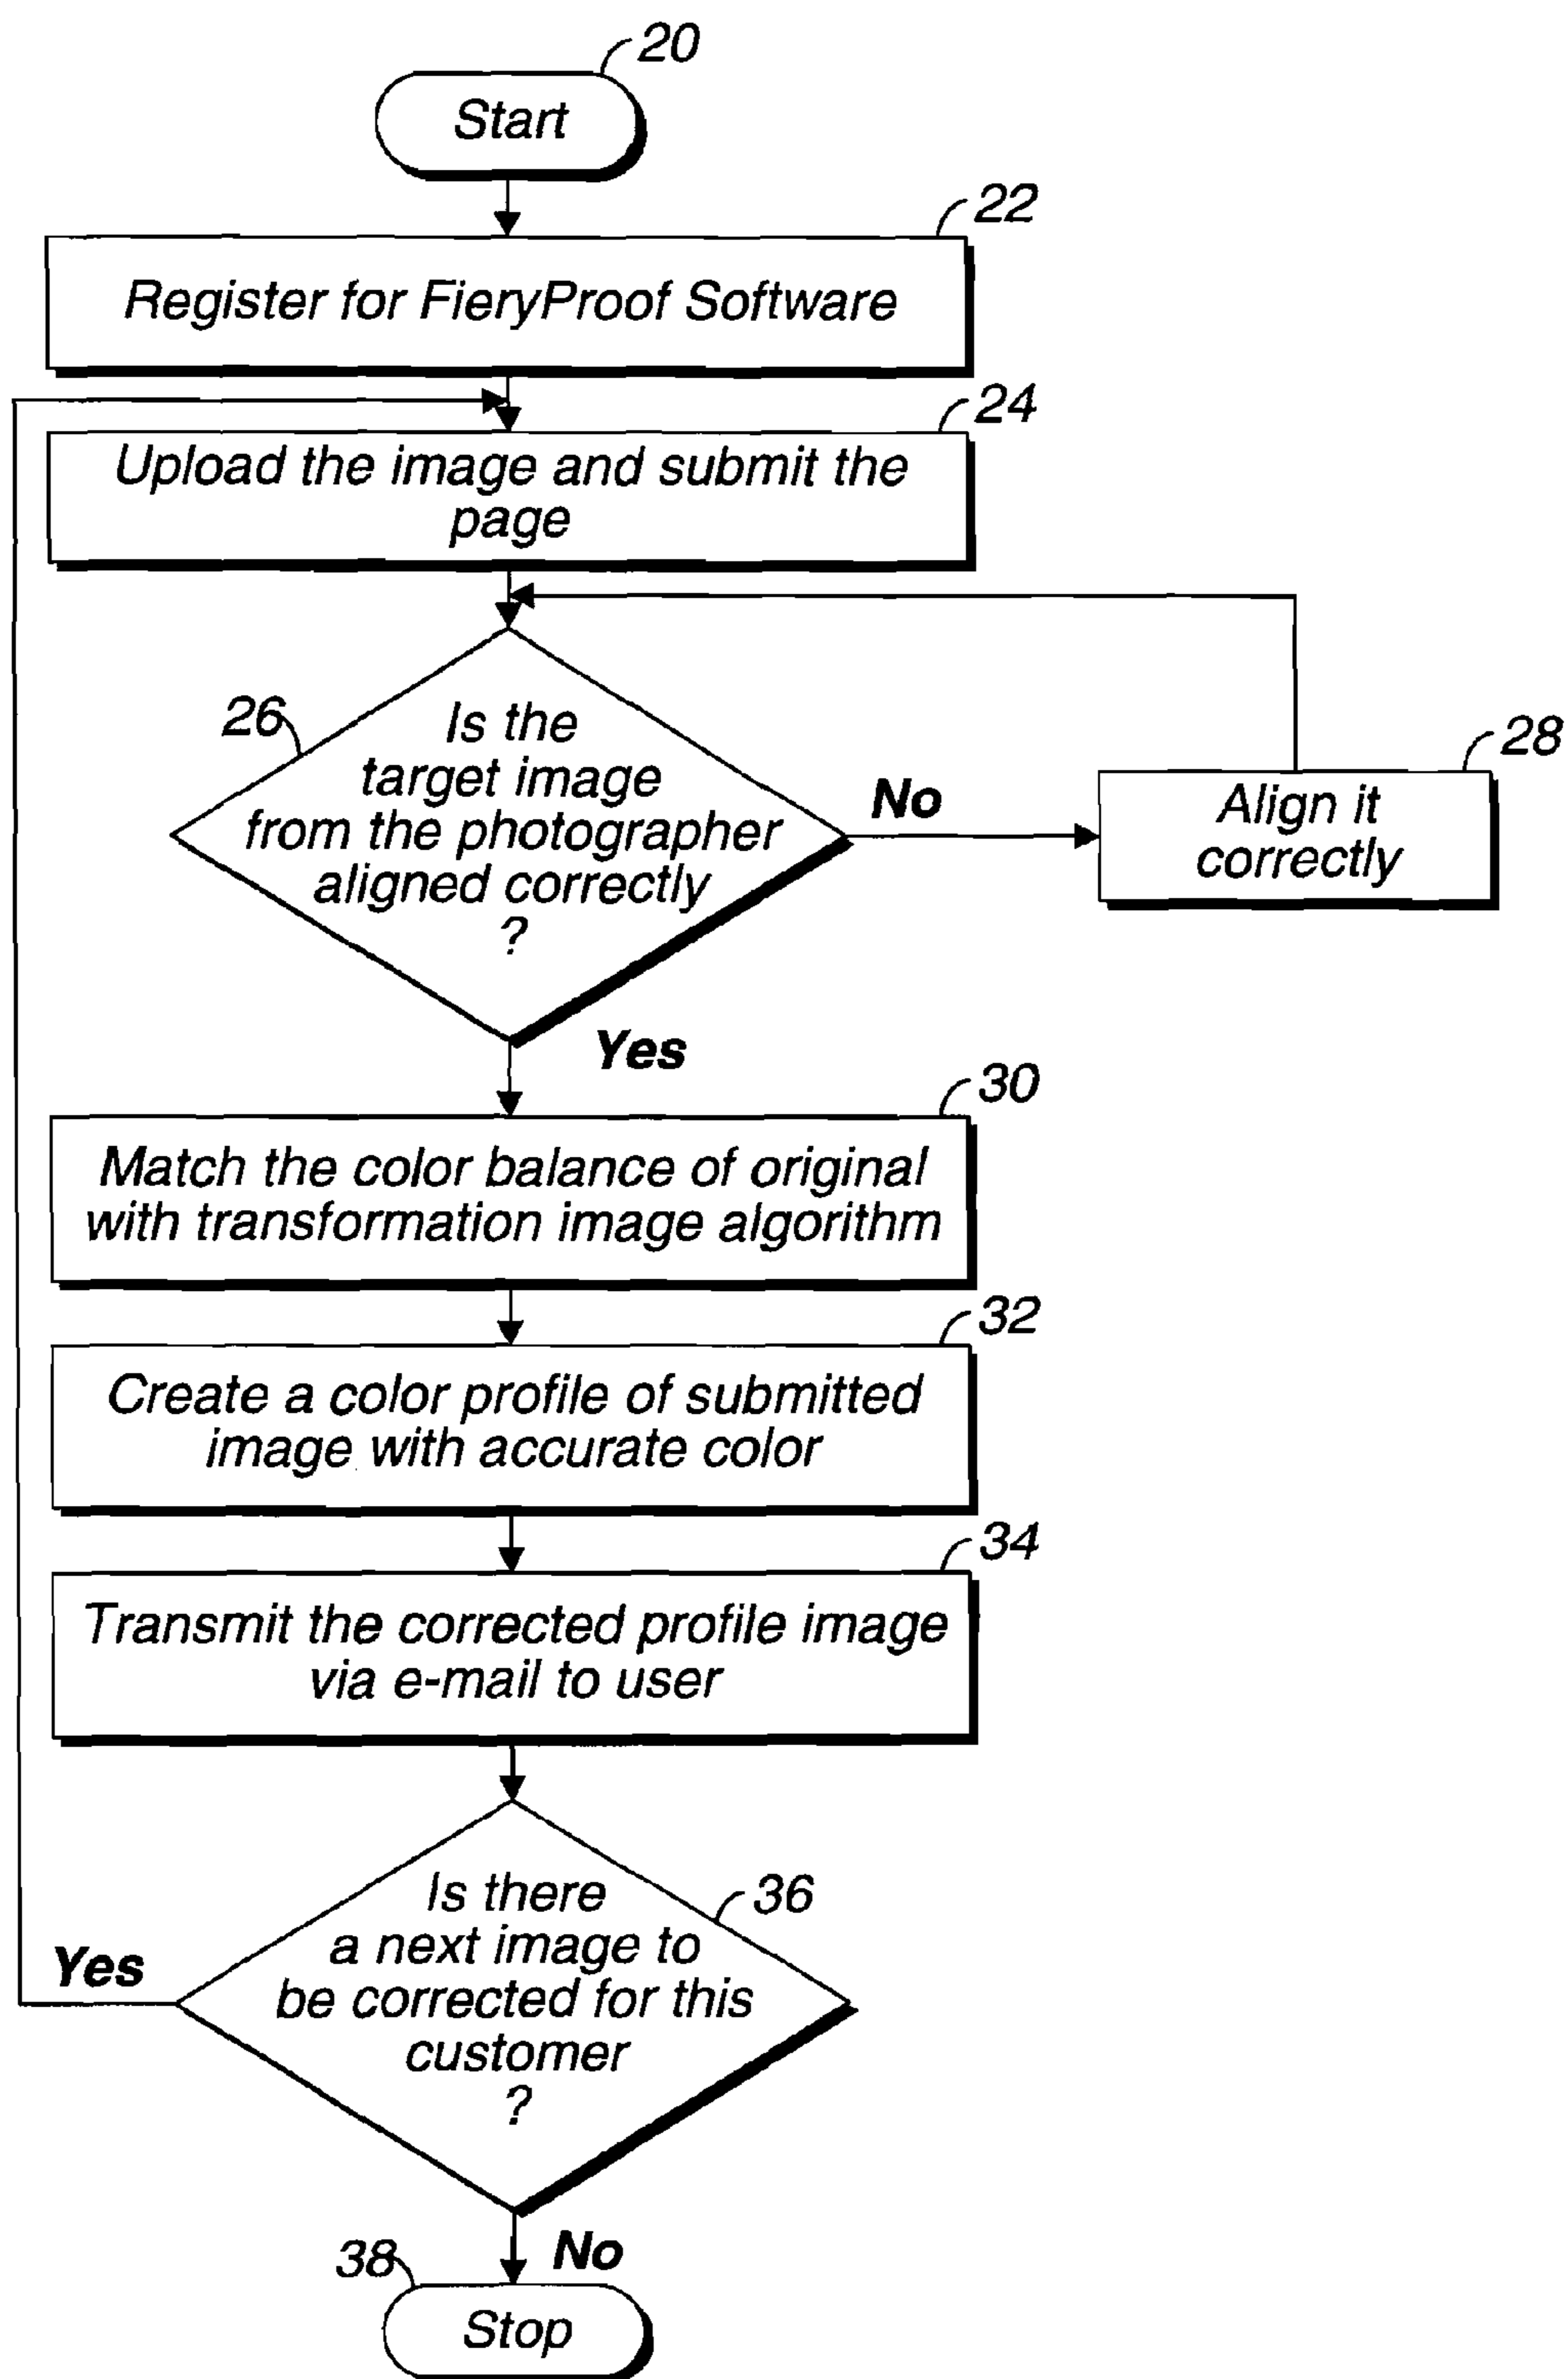 20
Start
22
Register for FieryProof Software
24
Upload the image and submit the
page
26
Is the
target image
from the photographer
aligned correctly
?
No
28
Align it
correctly
Yes
30
Match the color balance of original
with transformation image algorithm
32
Create a color profile of submitted
image with accurate color
34
Transmit the corrected profile image
via e-mail to user
36
Is there
a next image to
be corrected for this
customer
?
Yes
No
38
Stop